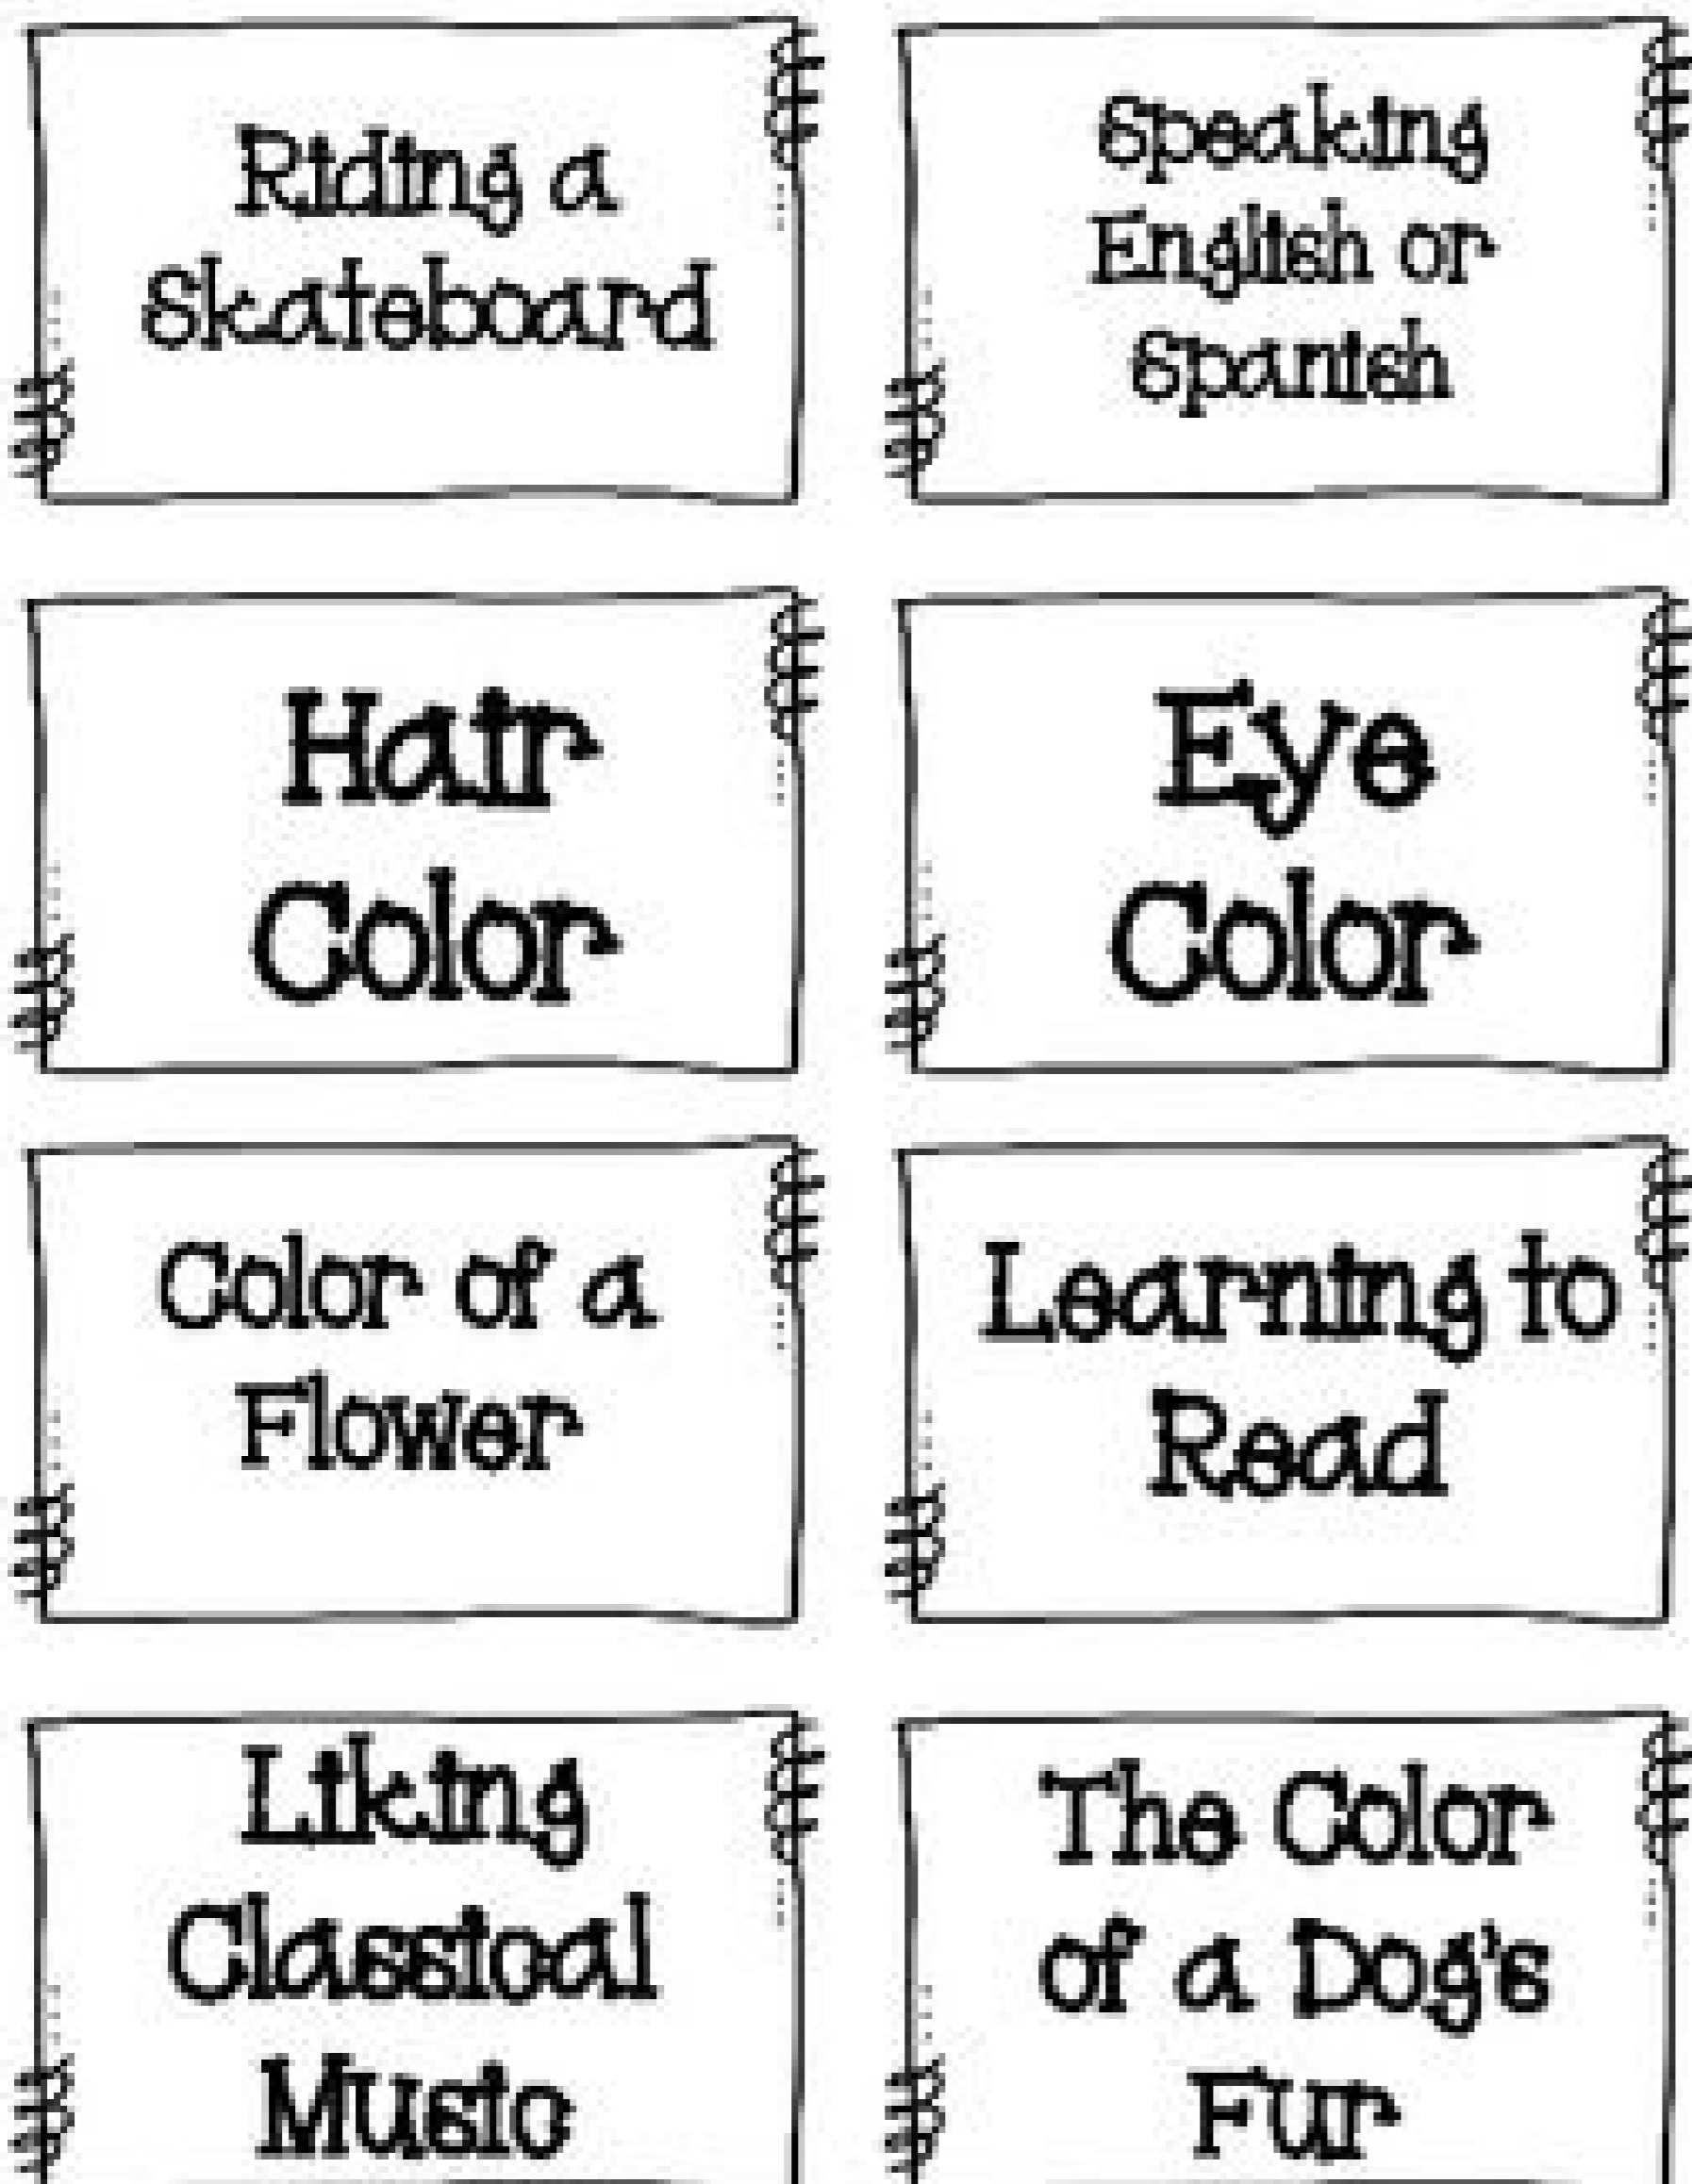 Riding a
Skateboard
Speaking
English or
Spanish
Hair
Color
Eye
Color
Color of a
Flower
Learning to
Read
Liking
Classical
Music
The Color
of a Dog's
Fur